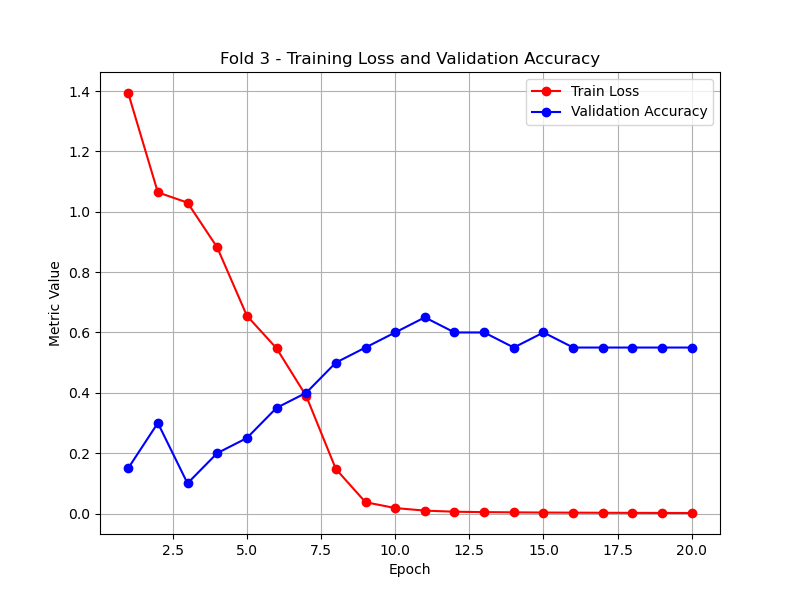 Fold 3 - Training Loss and Validation Accuracy
Train Loss
Validation Accuracy
1.4
1.2
1.0
0.8
0.6
0.4
0.2
0.0
Metric Value
2.5 5.0 7.5 10.0 12.5 15.0 17.5 20.0
Epoch